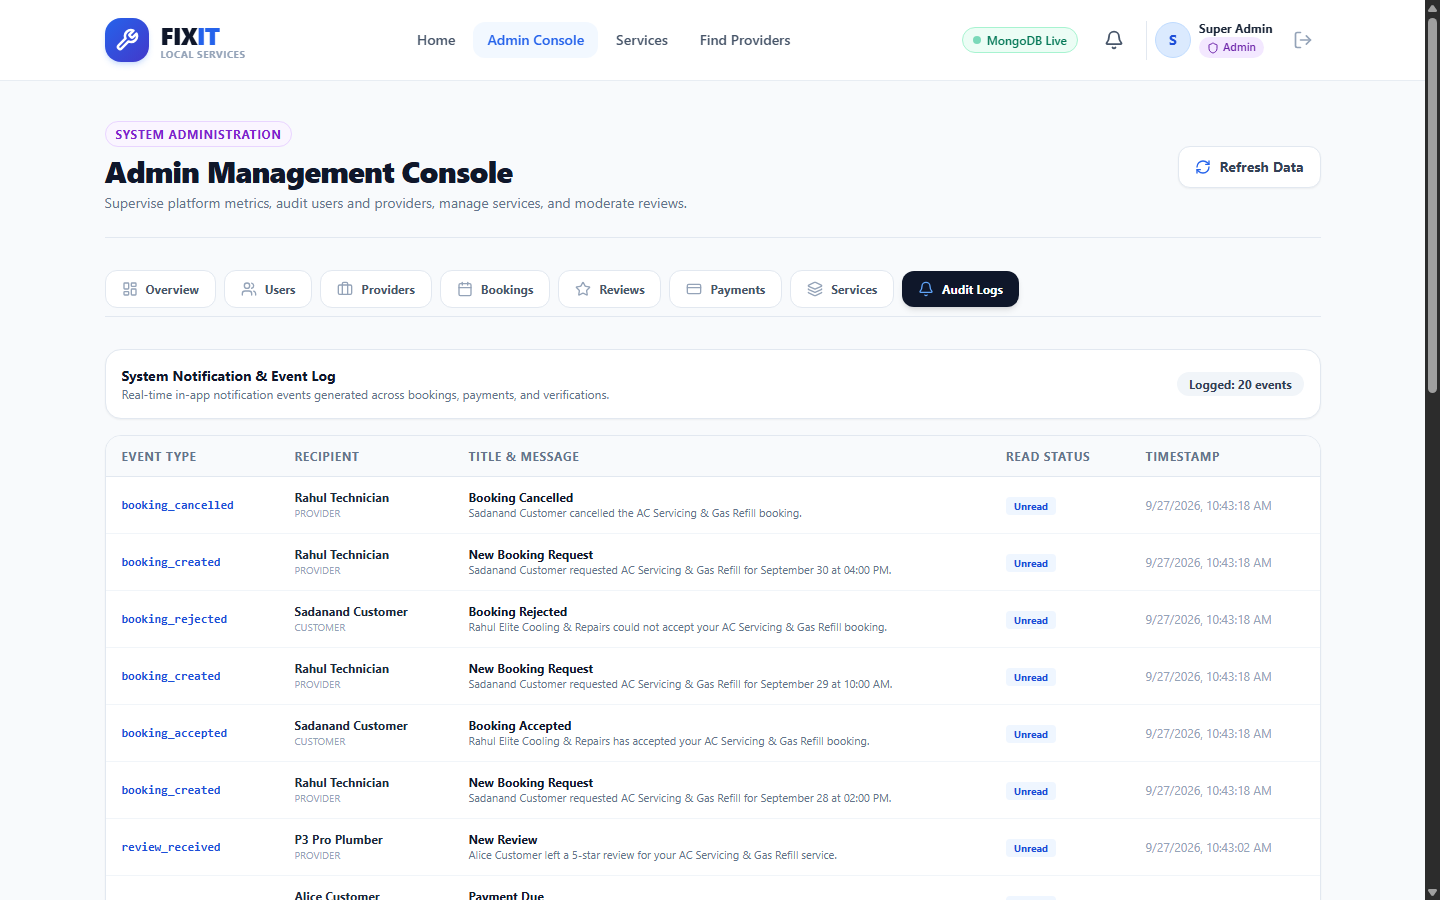 FIXIT
LOCAL SERVICES
Home
Admin Console
Services
Find Providers
MongoDB Live
S
Super Admin
Admin
SYSTEM ADMINISTRATION
Admin Management Console
Supervise platform metrics, audit users and providers, manage services, and moderate reviews.
Refresh Data
Overview
Users
Providers
Bookings
Reviews
Payments
Services
Audit Logs
System Notification & Event Log
Real-time in-app notification events generated across bookings, payments, and verifications.
Logged: 20 events
EVENT TYPE RECIPIENT TITLE & MESSAGE READ STATUS TIMESTAMP
booking_cancelled
Rahul Technician
PROVIDER
Booking Cancelled
Sadanand Customer cancelled the AC Servicing & Gas Refill booking.
Unread
9/27/2026, 10:43:18 AM
booking_created
Rahul Technician
PROVIDER
New Booking Request
Sadanand Customer requested AC Servicing & Gas Refill for September 30 at 04:00 PM.
Unread
9/27/2026, 10:43:18 AM
booking_rejected
Sadanand Customer
CUSTOMER
Booking Rejected
Rahul Elite Cooling & Repairs could not accept your AC Servicing & Gas Refill booking.
Unread
9/27/2026, 10:43:18 AM
booking_created
Rahul Technician
PROVIDER
New Booking Request
Sadanand Customer requested AC Servicing & Gas Refill for September 29 at 10:00 AM.
Unread
9/27/2026, 10:43:18 AM
booking_accepted
Sadanand Customer
CUSTOMER
Booking Accepted
Rahul Elite Cooling & Repairs has accepted your AC Servicing & Gas Refill booking.
Unread
9/27/2026, 10:43:18 AM
booking_created
Rahul Technician
PROVIDER
New Booking Request
Sadanand Customer requested AC Servicing & Gas Refill for September 28 at 02:00 PM.
Unread
9/27/2026, 10:43:18 AM
review_received
P3 Pro Plumber
PROVIDER
New Review
Alice Customer left a 5-star review for your AC Servicing & Gas Refill service.
Unread
9/27/2026, 10:43:02 AM
Alice Customer
Payment Due